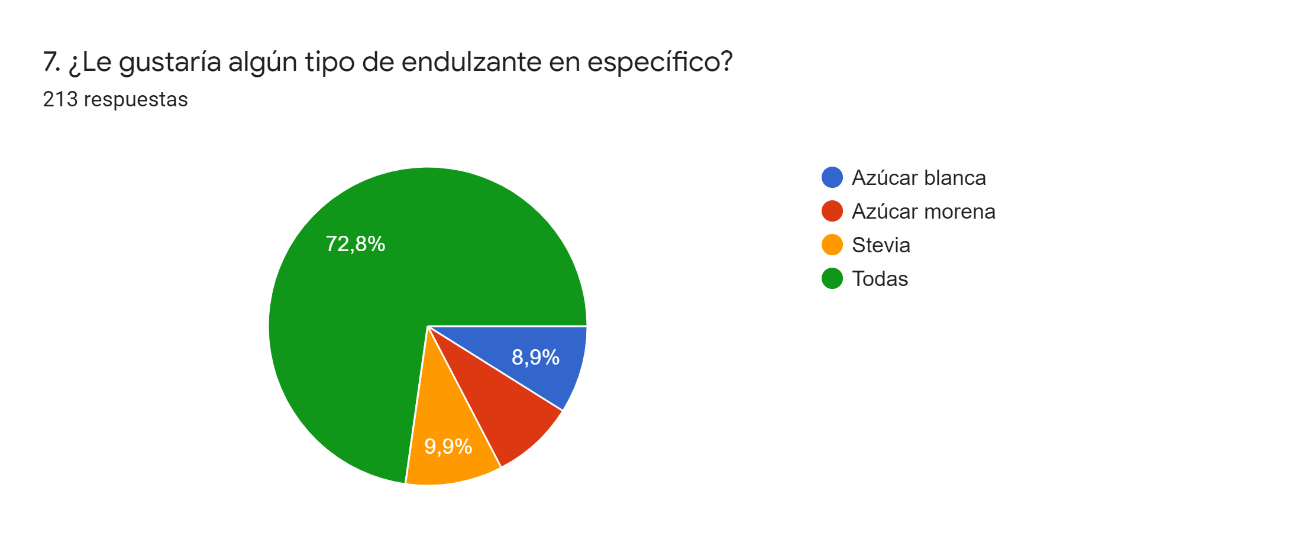 7. ¿Le gustaría algún tipo de endulzante en específico?
213 respuestas
72,8%
8,9%
9,9%
Azúcar blanca
Azúcar morena
Stevia
Todas